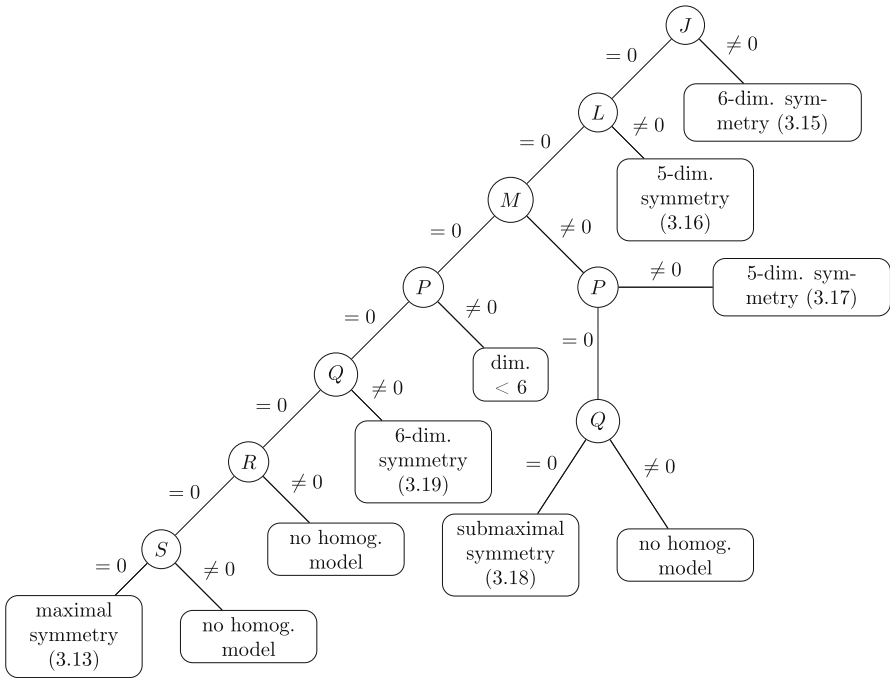 J
= 0
≠ 0
6-dim. sym-
metry (3.15)
L
= 0
≠ 0
5-dim.
symmetry
(3.16)
M
= 0
≠ 0
P
= 0
≠ 0
dim.
< 6
P
≠ 0
5-dim. sym-
metry (3.17)
= 0
Q
= 0
≠ 0
6-dim.
symmetry
(3.19)
Q
= 0
≠ 0
submaximal
symmetry
(3.18)
no homog.
model
R
= 0
≠ 0
no homog.
model
S
= 0
≠ 0
maximal
symmetry
(3.13)
no homog.
model